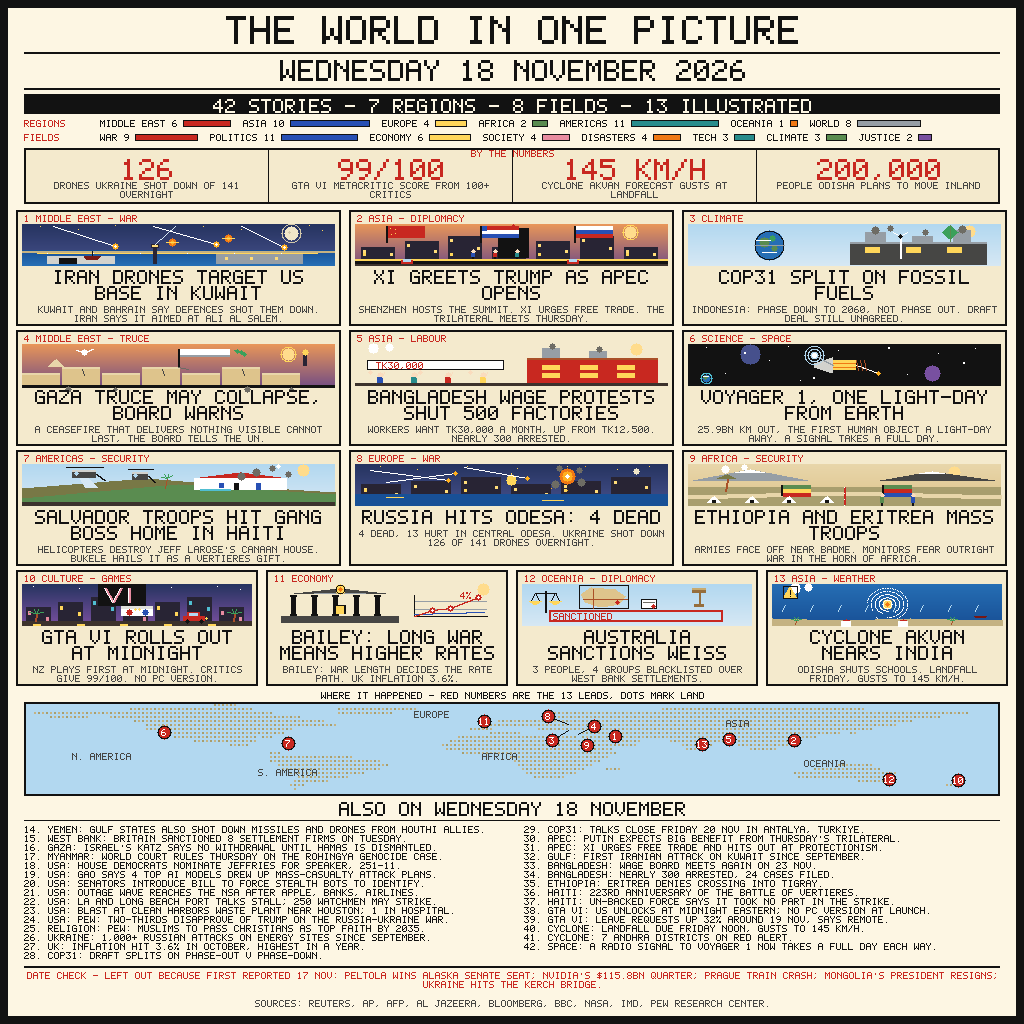 THE WORLD IN ONE PICTURE
WEDNESDAY 18 NOVEMBER 2026
42 STORIES - 7 REGIONS - 8 FIELDS - 13 ILLUSTRATED
REGIONS MIDDLE EAST 6 ASIA 10 EUROPE 4 AFRICA 2 AMERICAS 11 OCEANIA 1 WORLD 8
FIELDS WAR 9 POLITICS 11 ECONOMY 6 SOCIETY 4 DISASTERS 4 TECH 3 CLIMATE 3 JUSTICE 2
BY THE NUMBERS
126
DRONES UKRAINE SHOT DOWN OF 141
OVERNIGHT
99/100
GTA VI METACRITIC SCORE FROM 100+
CRITICS
145 KM/H
CYCLONE AKVAN FORECAST GUSTS AT
LANDFALL
200,000
PEOPLE ODISHA PLANS TO MOVE INLAND
1 MIDDLE EAST - WAR
IRAN DRONES TARGET US
BASE IN KUWAIT
KUWAIT AND BAHRAIN SAY DEFENCES SHOT THEM DOWN.
IRAN SAYS IT AIMED AT ALI AL SALEM.
2 ASIA - DIPLOMACY
XI GREETS TRUMP AS APEC
OPENS
SHENZHEN HOSTS THE SUMMIT. XI URGES FREE TRADE. THE
TRILATERAL MEETS THURSDAY.
3 CLIMATE
COP31 SPLIT ON FOSSIL
FUELS
INDONESIA: PHASE DOWN TO 2060, NOT PHASE OUT. DRAFT
DEAL STILL UNAGREED.
4 MIDDLE EAST - TRUCE
GAZA TRUCE MAY COLLAPSE,
BOARD WARNS
A CEASEFIRE THAT DELIVERS NOTHING VISIBLE CANNOT
LAST, THE BOARD TELLS THE UN.
5 ASIA - LABOUR
TK30,000
BANGLADESH WAGE PROTESTS
SHUT 500 FACTORIES
WORKERS WANT TK30,000 A MONTH, UP FROM TK12,500.
NEARLY 300 ARRESTED.
6 SCIENCE - SPACE
VOYAGER 1, ONE LIGHT-DAY
FROM EARTH
25.9BN KM OUT, THE FIRST HUMAN OBJECT A LIGHT-DAY
AWAY. A SIGNAL TAKES A FULL DAY.
7 AMERICAS - SECURITY
SALVADOR TROOPS HIT GANG
BOSS HOME IN HAITI
HELICOPTERS DESTROY JEFF LAROSE'S CANAAN HOUSE.
BUKELE HAILS IT AS A VERTIERES GIFT.
8 EUROPE - WAR
RUSSIA HITS ODESA: 4 DEAD
4 DEAD, 13 HURT IN CENTRAL ODESA. UKRAINE SHOT DOWN
126 OF 141 DRONES OVERNIGHT.
9 AFRICA - SECURITY
ETHIOPIA AND ERITREA MASS
TROOPS
ARMIES FACE OFF NEAR BADME. MONITORS FEAR OUTRIGHT
WAR IN THE HORN OF AFRICA.
10 CULTURE - GAMES
VI
GTA VI ROLLS OUT
AT MIDNIGHT
NZ PLAYS FIRST AT MIDNIGHT. CRITICS
GIVE 99/100. NO PC VERSION.
11 ECONOMY
4%
BAILEY: LONG WAR
MEANS HIGHER RATES
BAILEY: WAR LENGTH DECIDES THE RATE
PATH. UK INFLATION 3.6%.
12 OCEANIA - DIPLOMACY
SANCTIONED
AUSTRALIA
SANCTIONS WEISS
3 PEOPLE, 4 GROUPS BLACKLISTED OVER
WEST BANK SETTLEMENTS.
13 ASIA - WEATHER
CYCLONE AKVAN
NEARS INDIA
ODISHA SHUTS SCHOOLS. LANDFALL
FRIDAY, GUSTS TO 145 KM/H.
WHERE IT HAPPENED - RED NUMBERS ARE THE 13 LEADS, DOTS MARK LAND
EUROPE
ASIA
N. AMERICA
S. AMERICA
AFRICA
OCEANIA
6 7 11 8 3 4 9 1 13 5 2 12 10
ALSO ON WEDNESDAY 18 NOVEMBER
14. YEMEN: GULF STATES ALSO SHOT DOWN MISSILES AND DRONES FROM HOUTHI ALLIES.
15. WEST BANK: BRITAIN SANCTIONED 8 SETTLEMENT FIRMS ON TUESDAY.
16. GAZA: ISRAEL'S KATZ SAYS NO WITHDRAWAL UNTIL HAMAS IS DISMANTLED.
17. MYANMAR: WORLD COURT RULES THURSDAY ON THE ROHINGYA GENOCIDE CASE.
18. USA: HOUSE DEMOCRATS NOMINATE JEFFRIES FOR SPEAKER, 251-11.
19. USA: GAO SAYS 4 TOP AI MODELS DREW UP MASS-CASUALTY ATTACK PLANS.
20. USA: SENATORS INTRODUCE BILL TO FORCE STEALTH BOTS TO IDENTIFY.
21. USA: OUTAGE WAVE REACHES THE NSA AFTER APPLE, BANKS, AIRLINES.
22. USA: LA AND LONG BEACH PORT TALKS STALL; 250 WATCHMEN MAY STRIKE.
23. USA: BLAST AT CLEAN HARBORS WASTE PLANT NEAR HOUSTON; 1 IN HOSPITAL.
24. USA: PEW: TWO-THIRDS DISAPPROVE OF TRUMP ON THE RUSSIA-UKRAINE WAR.
25. RELIGION: PEW: MUSLIMS TO PASS CHRISTIANS AS TOP FAITH BY 2035.
26. UKRAINE: 1,000+ RUSSIAN ATTACKS ON ENERGY SITES SINCE SEPTEMBER.
27. UK: INFLATION HIT 3.6% IN OCTOBER, HIGHEST IN A YEAR.
28. COP31: DRAFT SPLITS ON PHASE-OUT V PHASE-DOWN.
29. COP31: TALKS CLOSE FRIDAY 20 NOV IN ANTALYA, TURKIYE.
30. APEC: PUTIN EXPECTS BIG BENEFIT FROM THURSDAY'S TRILATERAL.
31. APEC: XI URGES FREE TRADE AND HITS OUT AT PROTECTIONISM.
32. GULF: FIRST IRANIAN ATTACK ON KUWAIT SINCE SEPTEMBER.
33. BANGLADESH: WAGE BOARD MEETS AGAIN ON 23 NOV.
34. BANGLADESH: NEARLY 300 ARRESTED, 24 CASES FILED.
35. ETHIOPIA: ERITREA DENIES CROSSING INTO TIGRAY.
36. HAITI: 223RD ANNIVERSARY OF THE BATTLE OF VERTIERES.
37. HAITI: UN-BACKED FORCE SAYS IT TOOK NO PART IN THE STRIKE.
38. GTA VI: US UNLOCKS AT MIDNIGHT EASTERN; NO PC VERSION AT LAUNCH.
39. GTA VI: LEAVE REQUESTS UP 32% AROUND 19 NOV, SAYS REMOTE.
40. CYCLONE: LANDFALL DUE FRIDAY NOON, GUSTS TO 145 KM/H.
41. CYCLONE: 7 ANDHRA DISTRICTS ON RED ALERT.
42. SPACE: A RADIO SIGNAL TO VOYAGER 1 NOW TAKES A FULL DAY EACH WAY.
DATE CHECK - LEFT OUT BECAUSE FIRST REPORTED 17 NOV: PELTOLA WINS ALASKA SENATE SEAT; NVIDIA'S $115.8BN QUARTER; PRAGUE TRAIN CRASH; MONGOLIA'S PRESIDENT RESIGNS;
UKRAINE HITS THE KERCH BRIDGE.
SOURCES: REUTERS, AP, AFP, AL JAZEERA, BLOOMBERG, BBC, NASA, IMD, PEW RESEARCH CENTER.